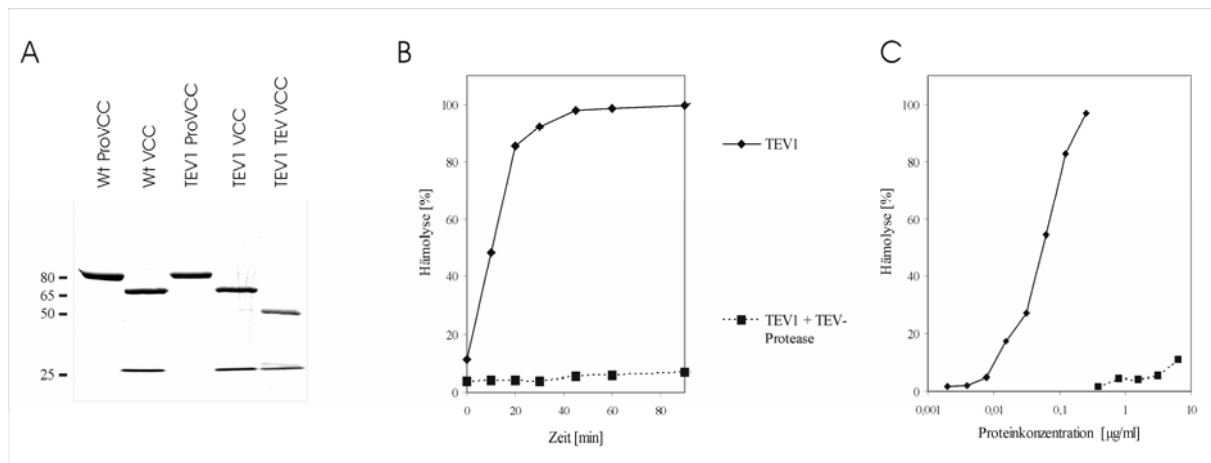 A
Wt ProVCC
Wt VCC
TEV1 ProVCC
TEV1 VCC
TEV1 TEV VCC
80
65
50
25
B
Hämolyse [%]
100
80
60
40
20
0
0 20 40 60 80
Zeit [min]
TEV1
TEV1 + TEV-
Protease
C
Hämolyse [%]
100
80
60
40
20
0
0,001 0,01 0,1 1 10
Proteinkonzentration [µg/ml]